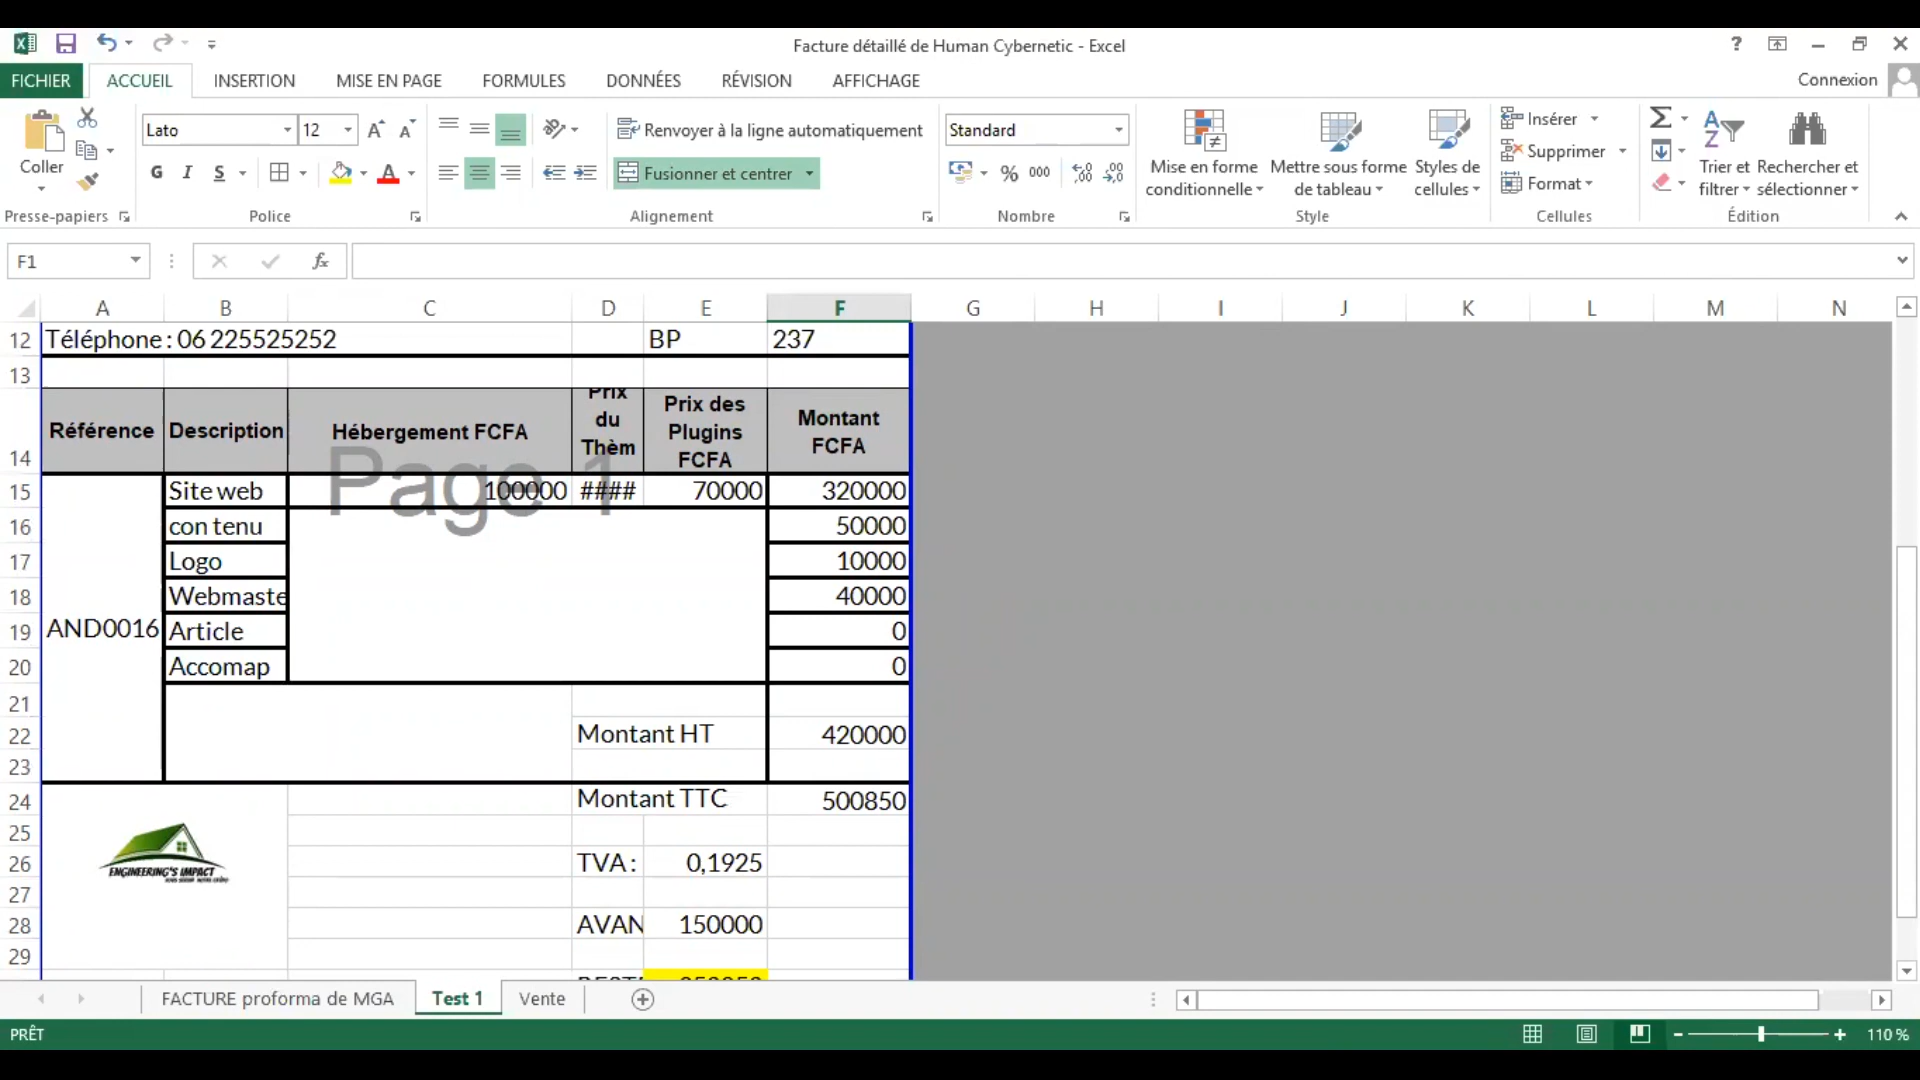 Facture détaillé de Human Cybernetic - Excel
?
FICHIER ACCUEIL INSERTION MISE EN PAGE FORMULES DONNÉES RÉVISION AFFICHAGE Connexion
Coller
Lato 12
G I S
Renvoyer à la ligne automatiquement
Fusionner et centrer
Standard
% 000
Mise en forme conditionnelle
Mettre sous forme de tableau
Styles de cellules
Insérer
Supprimer
Format
Trier et filtrer
Rechercher et sélectionner
Presse-papiers Police Alignement Nombre Style Cellules Édition
F1 fx
A B C D E F G H I J K L M N
12 Téléphone : 06 225525252 BP 237
13
14 Référence Description Hébergement FCFA Prix du Thèm Prix des Plugins FCFA Montant FCFA
Page 1
15 Site web 100000 #### 70000 320000
16 con tenu 50000
17 Logo 10000
18 Webmaste 40000
19 AND0016 Article 0
20 Accomap 0
21
22 Montant HT 420000
23
24 Montant TTC 500850
25
ENGINEERING'S IMPACT
26 TVA : 0,1925
27
28 AVAN 150000
29
FACTURE proforma de MGA Test 1 Vente
PRÊT 110 %